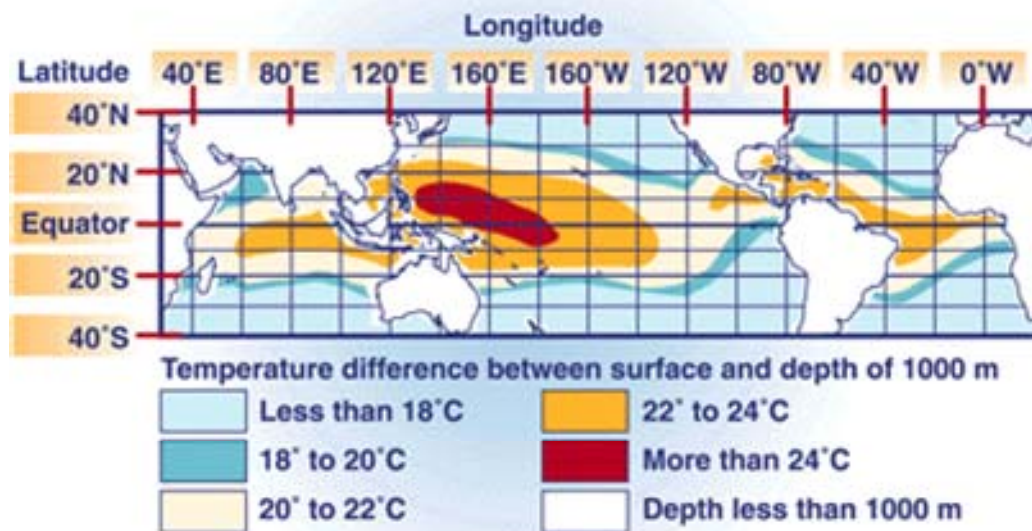 Longitude
Latitude 40°E 80°E 120°E 160°E 160°W 120°W 80°W 40°W 0°W
40°N
20°N
Equator
20°S
40°S
Temperature difference between surface and depth of 1000 m
Less than 18°C 22° to 24°C
18° to 20°C More than 24°C
20° to 22°C Depth less than 1000 m